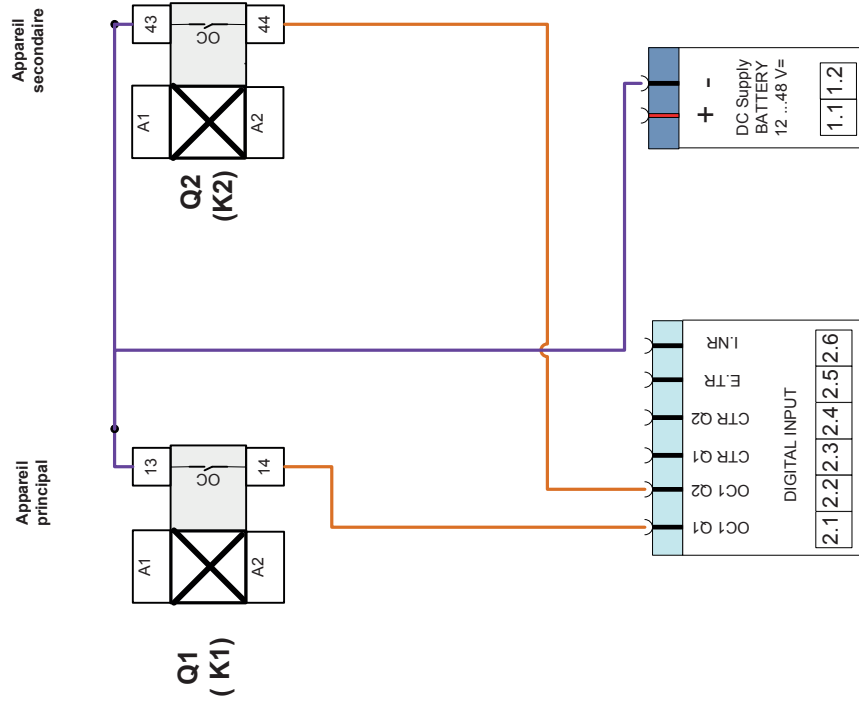 Appareil
principal
Appareil
secondaire
Q1
( K1)
A1
A2
13
OC
14
Q2
(K2)
A1
A2
43
OC
44
OC1 Q1
OC1 Q2
CTR Q1
CTR Q2
E.TR
I.NR
DIGITAL INPUT
2.1 2.2 2.3 2.4 2.5 2.6
+ -
DC Supply
BATTERY
12 ...48 V=
1.1 1.2